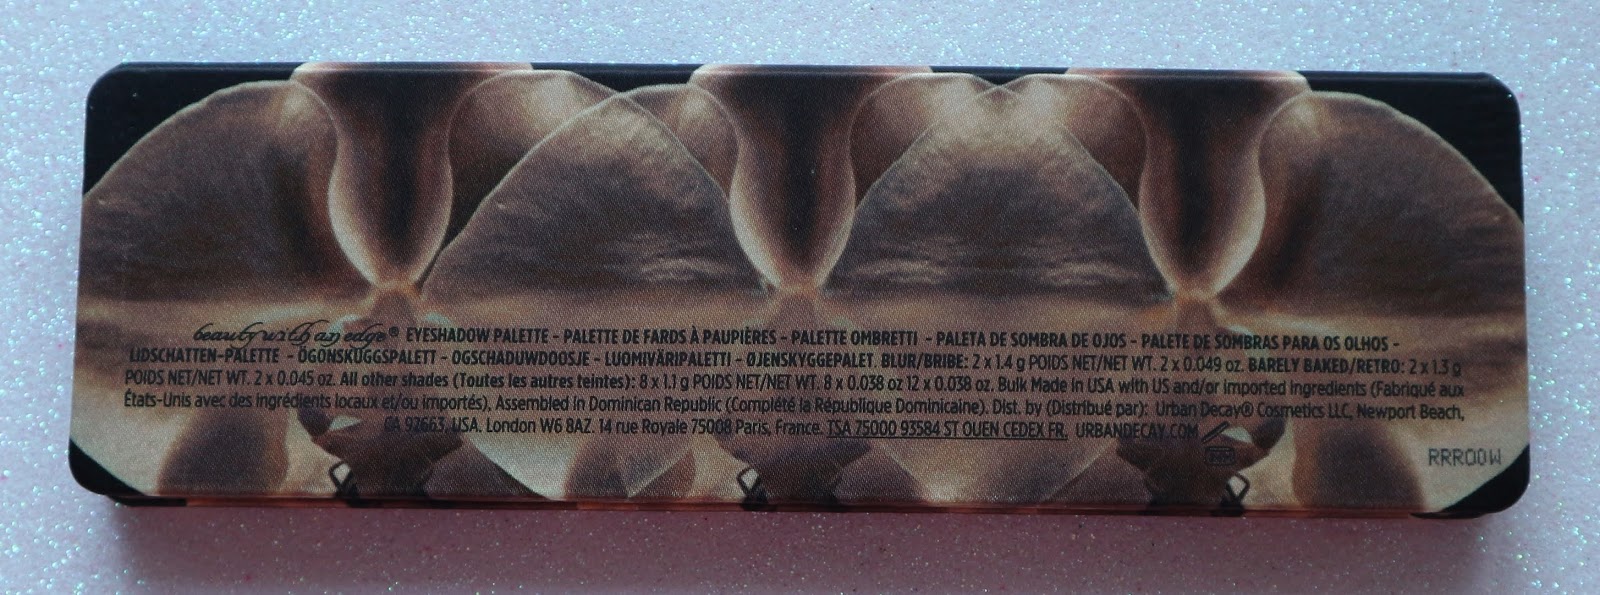 beauty with an edge® EYESHADOW PALETTE - PALETTE DE FARDS À PAUPIÈRES - PALETTE OMBRETTI - PALETA DE SOMBRA DE OJOS - PALETE DE SOMBRAS PARA OS OLHOS -
LIDSCHATTEN-PALETTE - ÖGONSKUGGSPALETT - OGSCHADUWDOOSJE - LUOMIVÄRIPALETTI - ØJENSKYGGEPALET. BLUR/BRIBE: 2 x 1.4 g POIDS NET/NET WT. 2 x 0.049 oz. BARELY BAKED/RETRO: 2 x 1.3 g
POIDS NET/NET WT. 2 x 0.045 oz. All other shades (Toutes les autres teintes): 8 x 1.1 g POIDS NET/NET WT. 8 x 0.038 oz 12 x 0.038 oz. Bulk Made in USA with US and/or imported ingredients (Fabriqué aux
États-Unis avec des ingrédients locaux et/ou importés), Assembled in Dominican Republic (Complété la République Dominicaine). Dist. by (Distribué par): Urban Decay® Cosmetics LLC, Newport Beach,
CA 92663, USA. London W6 8AZ. 14 rue Royale 75008 Paris, France. TSA 75000 93584 ST OUEN CEDEX FR. URBANDECAY.COM
RRR00W